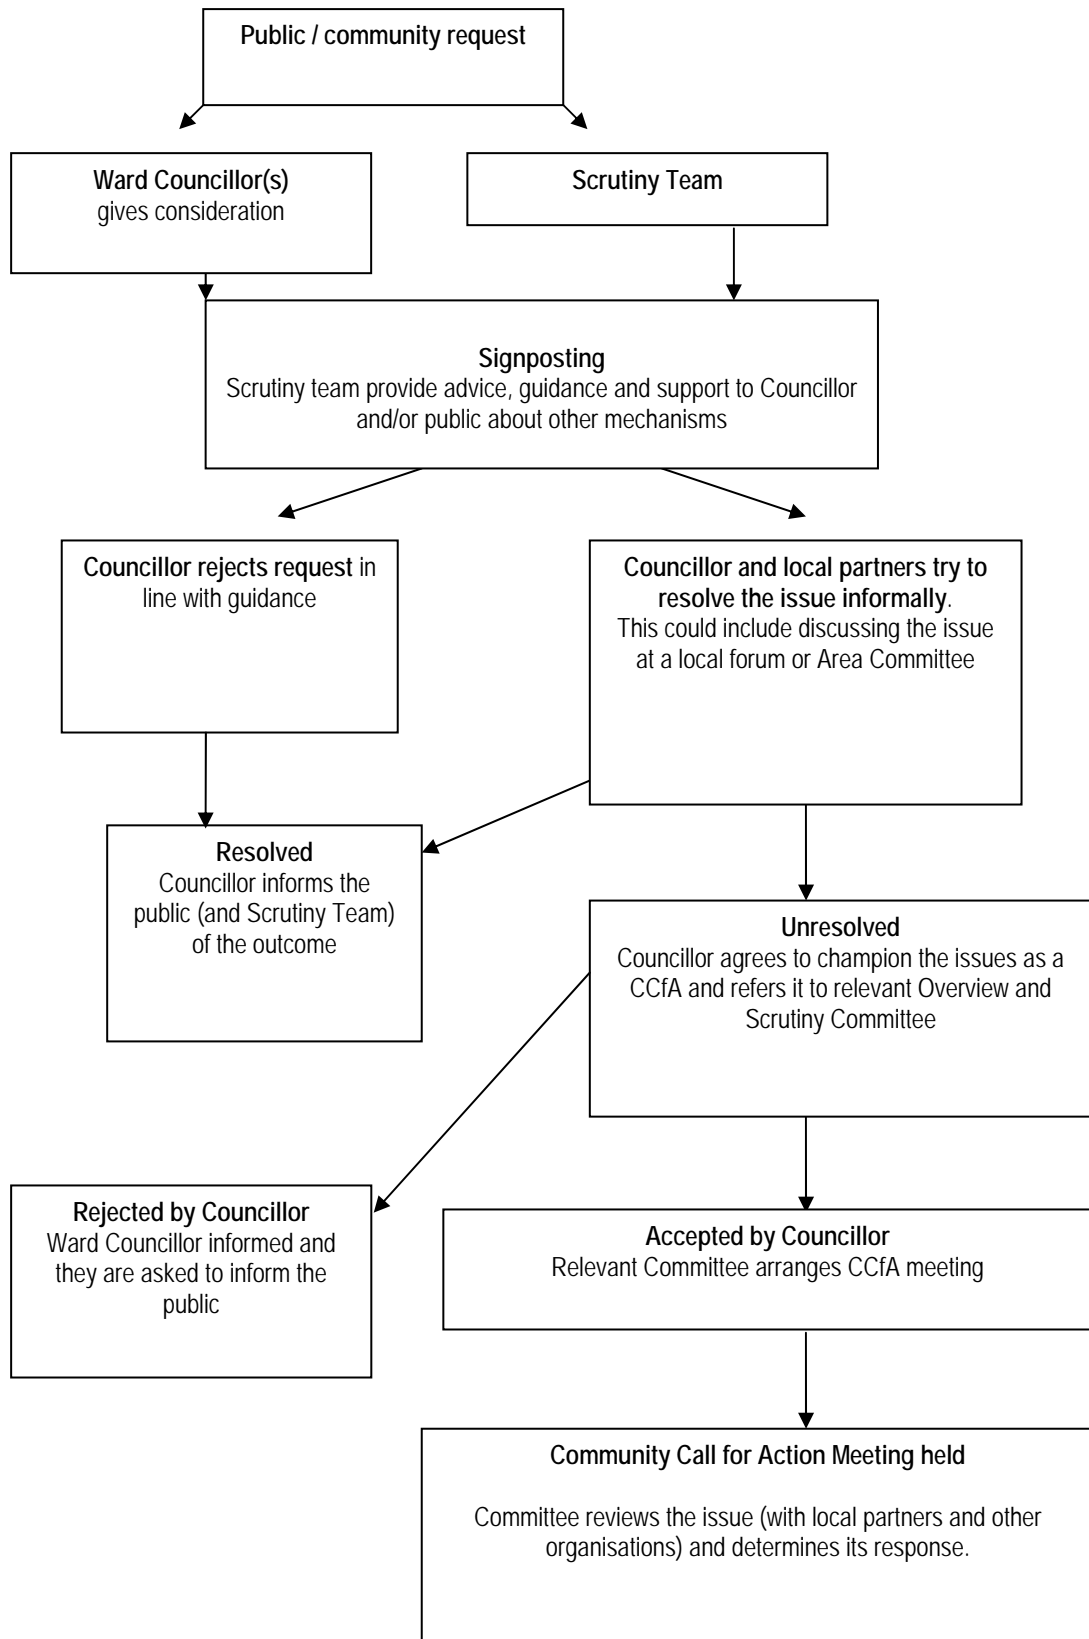 Public / community request
Ward Councillor(s)
gives consideration
Scrutiny Team
Signposting
Scrutiny team provide advice, guidance and support to Councillor
and/or public about other mechanisms
Councillor rejects request in
line with guidance
Councillor and local partners try to
resolve the issue informally.
This could include discussing the issue
at a local forum or Area Committee
Resolved
Councillor informs the
public (and Scrutiny Team)
of the outcome
Unresolved
Councillor agrees to champion the issues as a
CCfA and refers it to relevant Overview and
Scrutiny Committee
Rejected by Councillor
Ward Councillor informed and
they are asked to inform the
public
Accepted by Councillor
Relevant Committee arranges CCfA meeting
Community Call for Action Meeting held
Committee reviews the issue (with local partners and other
organisations) and determines its response.